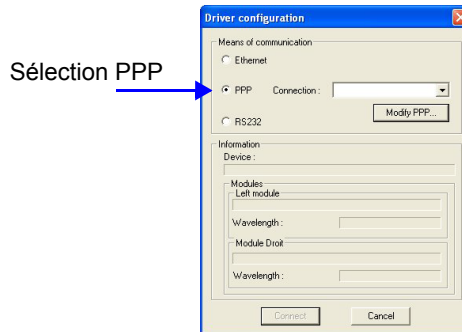 Driver configuration
Means of communication
Ethernet
Sélection PPP
PPP Connection :
Modify PPP...
RS232
Information
Device :
Modules
Left module
Wavelength :
Module Droit
Wavelength :
Connect Cancel